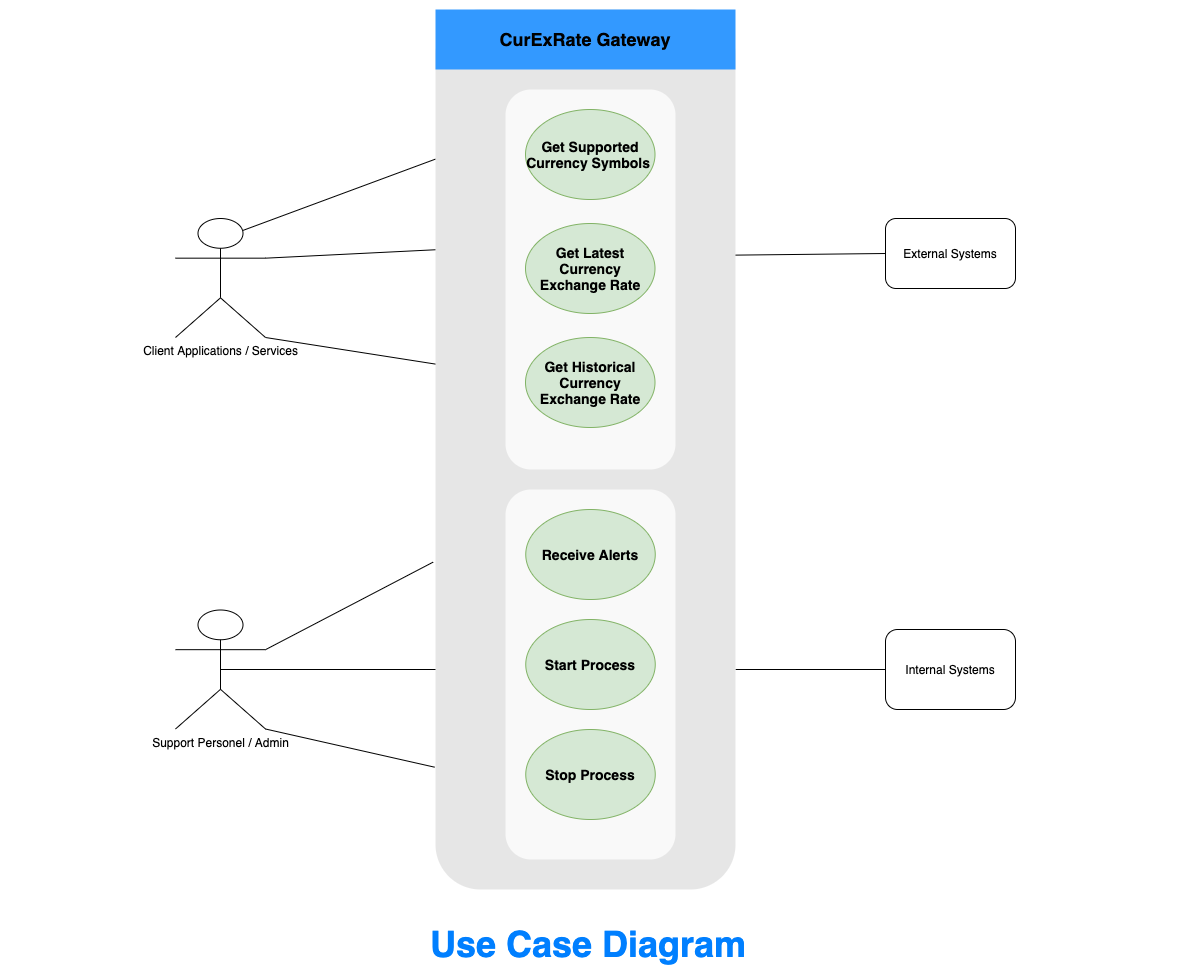 CurExRate Gateway
Get Supported
Currency Symbols
Get Latest
Currency
Exchange Rate
External Systems
Client Applications / Services
Get Historical
Currency
Exchange Rate
Receive Alerts
Start Process
Internal Systems
Support Personel / Admin
Stop Process
Use Case Diagram